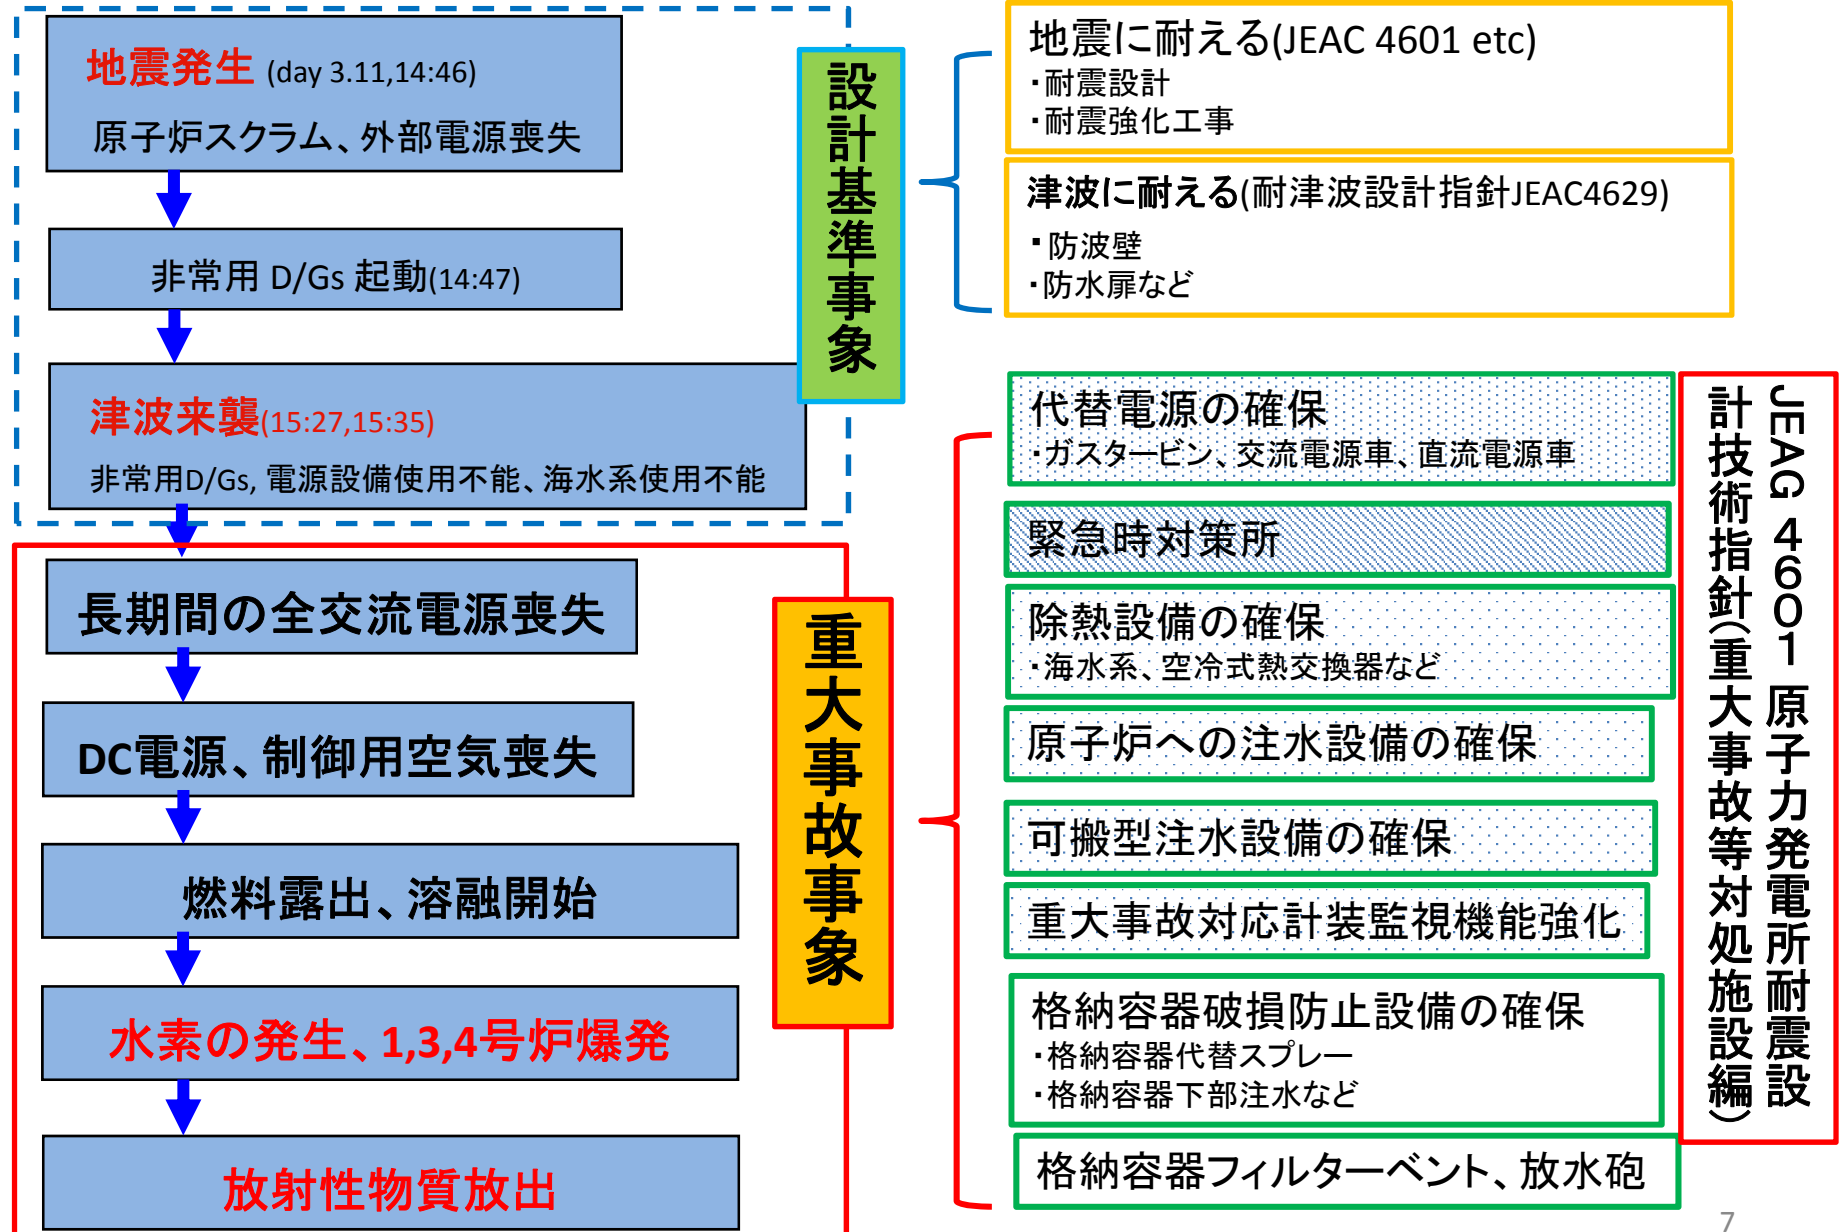 地震発生 (day 3.11,14:46)
原子炉スクラム、外部電源喪失
非常用 D/Gs 起動(14:47)
津波来襲(15:27,15:35)
非常用D/Gs, 電源設備使用不能、海水系使用不能
設計基準事象
長期間の全交流電源喪失
DC電源、制御用空気喪失
燃料露出、溶融開始
水素の発生、1,3,4号炉爆発
放射性物質放出
重大事故事象
地震に耐える(JEAC 4601 etc)
・耐震設計
・耐震強化工事
津波に耐える(耐津波設計指針JEAC4629)
・防波壁
・防水扉など
代替電源の確保
・ガスタービン、交流電源車、直流電源車
緊急時対策所
除熱設備の確保
・海水系、空冷式熱交換器など
原子炉への注水設備の確保
可搬型注水設備の確保
重大事故対応計装監視機能強化
格納容器破損防止設備の確保
・格納容器代替スプレー
・格納容器下部注水など
格納容器フィルターベント、放水砲
JEAG 4601 原子力発電所耐震設
計技術指針(重大事故等対処施設編)
7